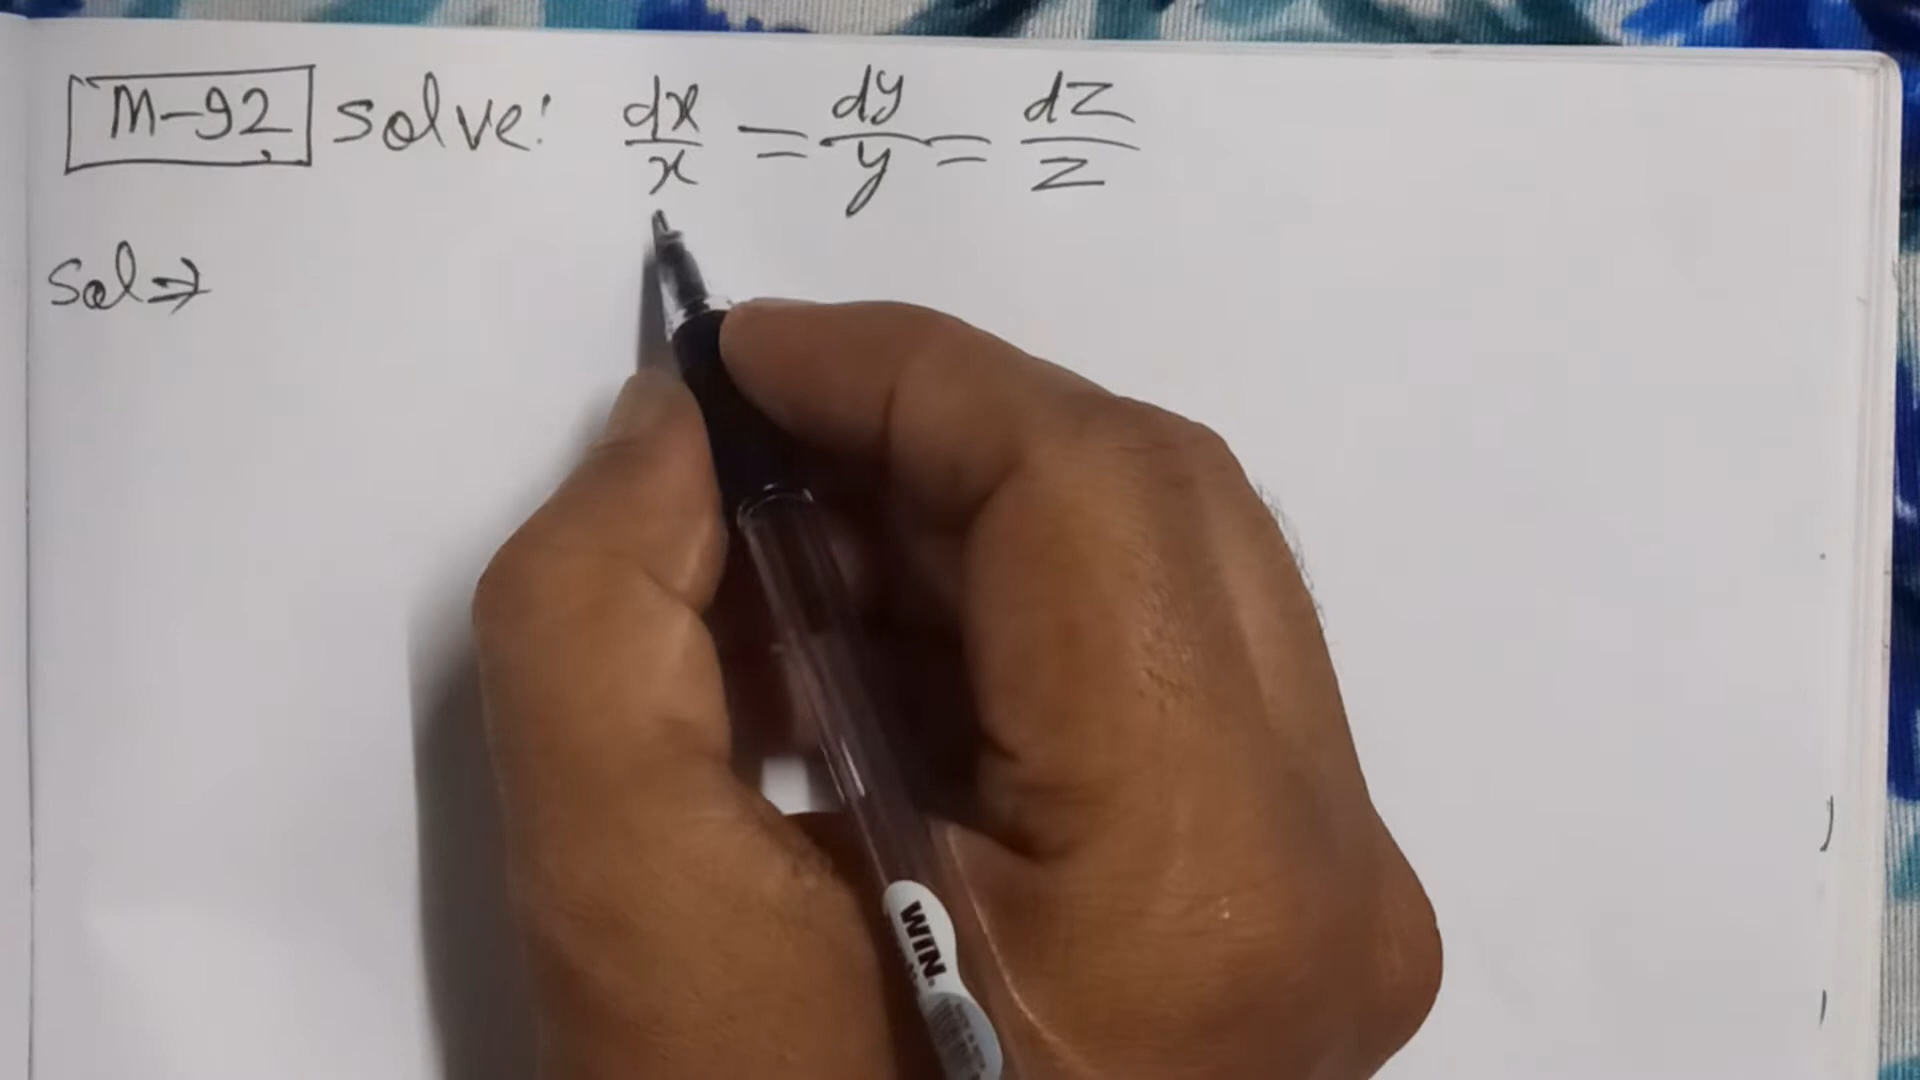 M-92 solve: dx/x = dy/y = dz/z
Sol⇒
WIN